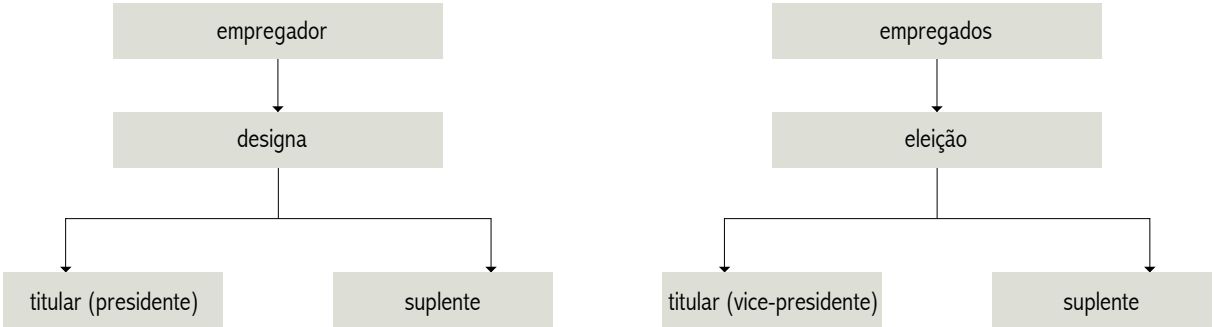 empregador
empregados
designa
eleição
titular (presidente)
suplente
titular (vice-presidente)
suplente